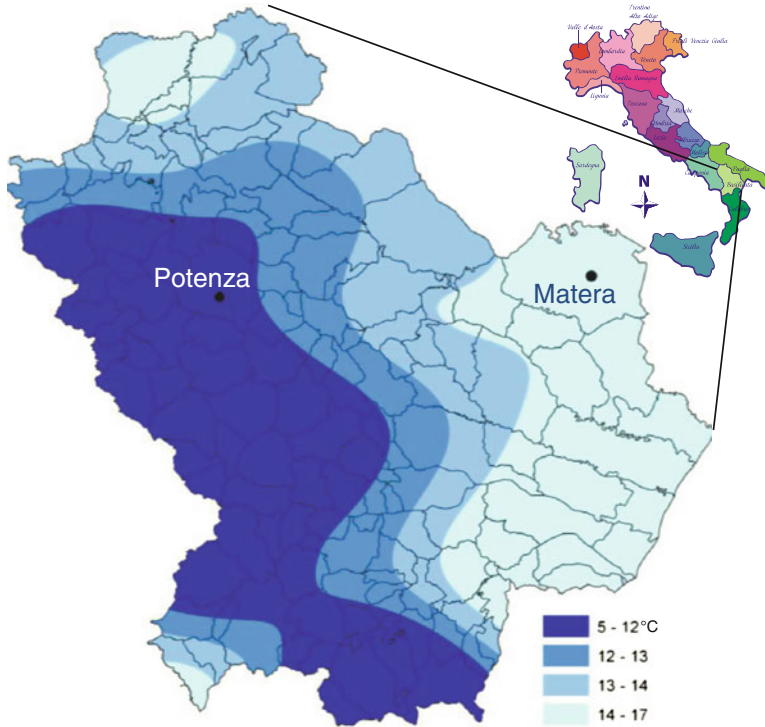 Trentino
Alto Adige
Valle d'Aosta
Lombardia
Friuli Venezia Giulia
Veneto
Piemonte
Emilia Romagna
Liguria
Toscana
Marche
Umbria
Lazio
Abruzzo
Molise
Puglia
Sardegna
Campania
Basilicata
N
Sicilia
Potenza
Matera
5 - 12°C
12 - 13
13 - 14
14 - 17